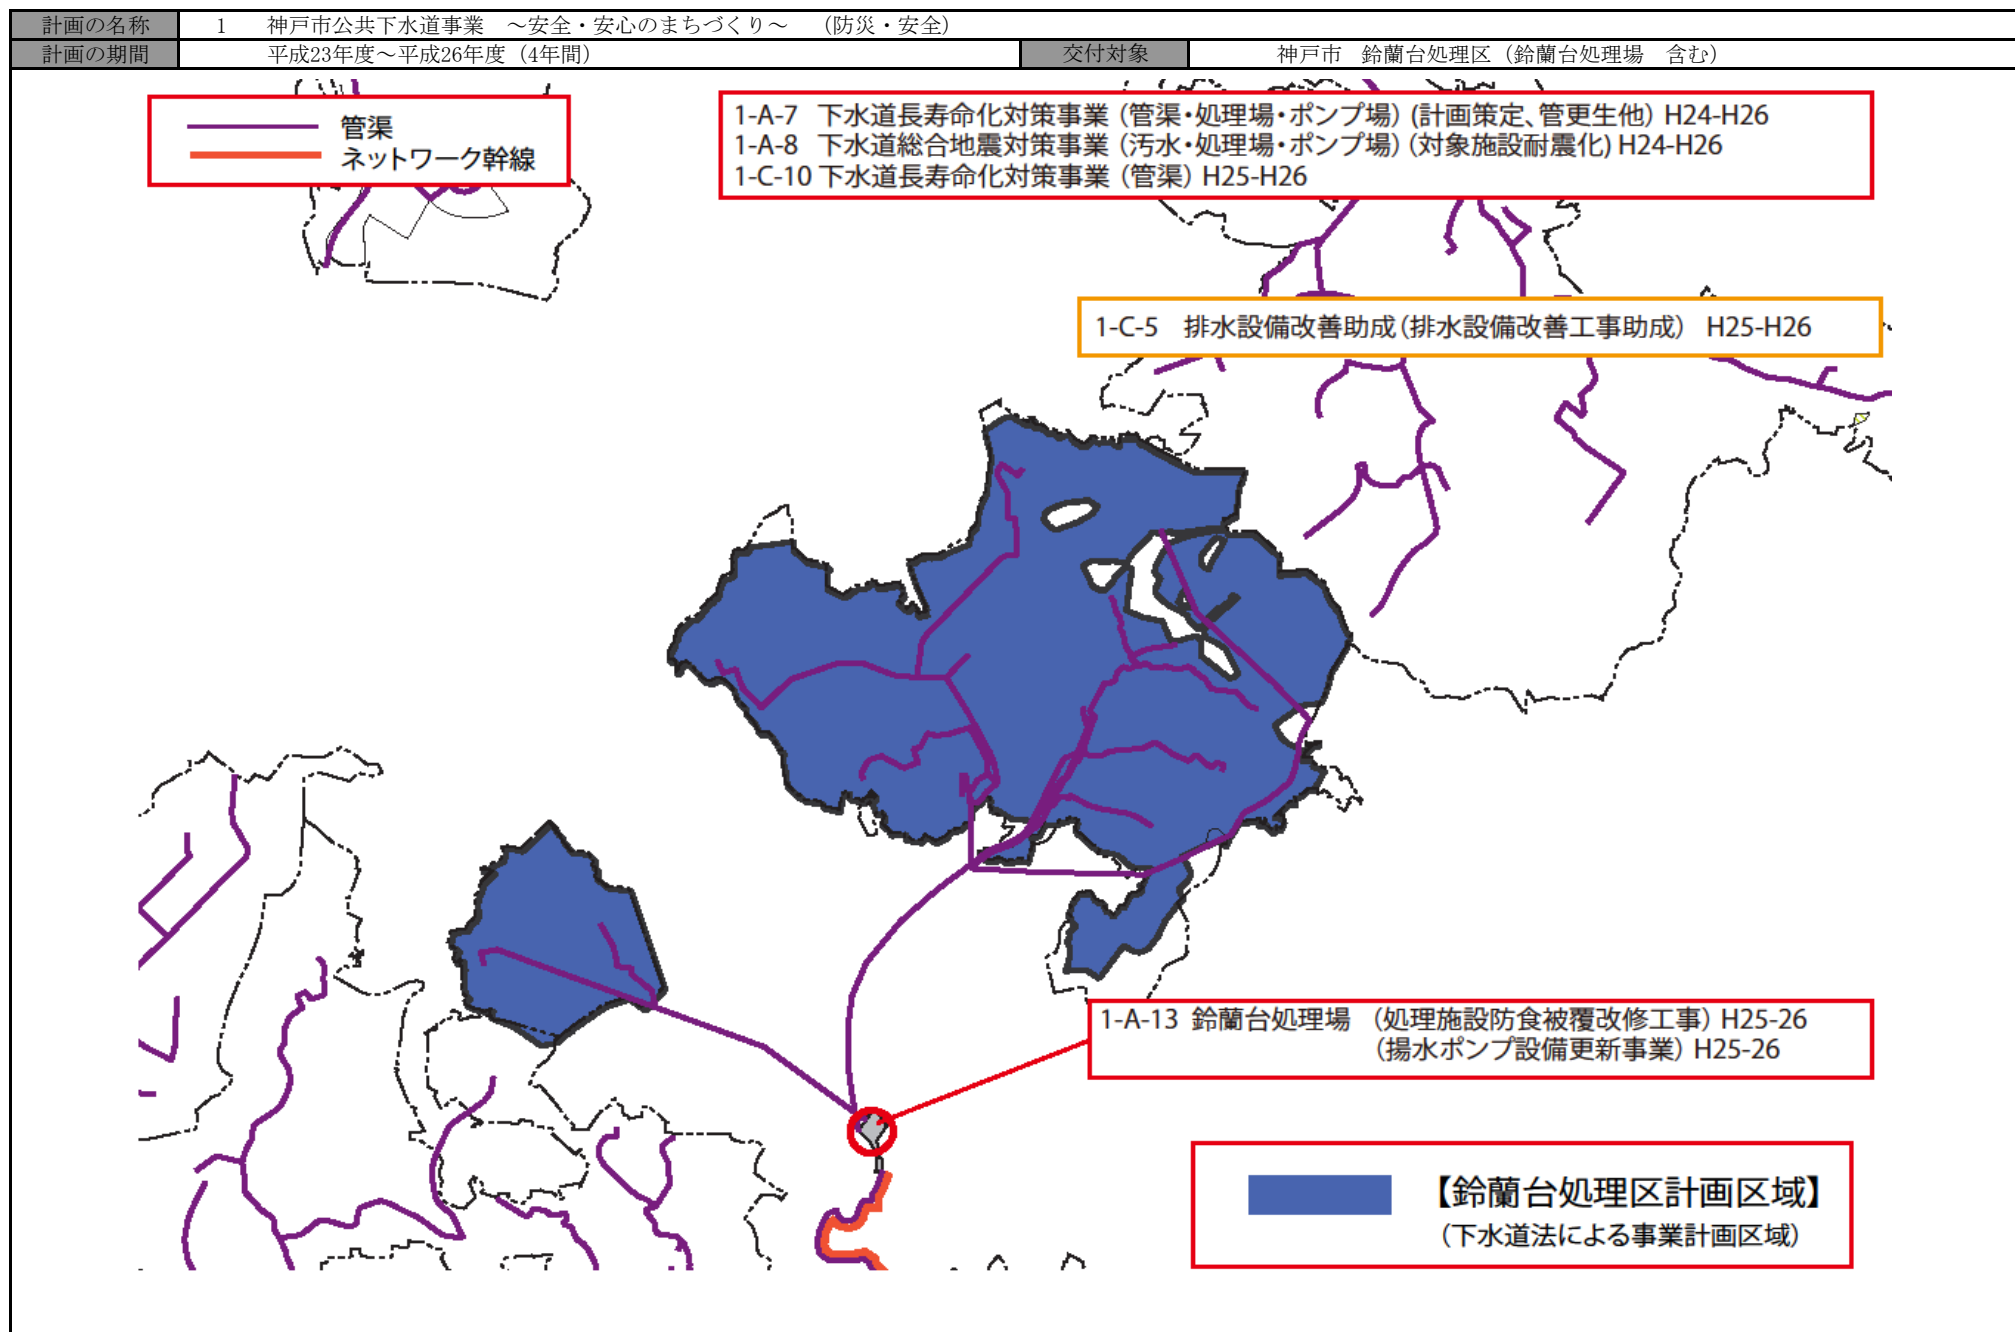 計画の名称 1 神戸市公共下水道事業 ～安全・安心のまちづくり～ （防災・安全）
計画の期間 平成23年度～平成26年度（4年間） 交付対象 神戸市 鈴蘭台処理区（鈴蘭台処理場 含む）
管渠
ネットワーク幹線
1-A-7 下水道長寿命化対策事業（管渠・処理場・ポンプ場）（計画策定、管更生他）H24-H26
1-A-8 下水道総合地震対策事業（汚水・処理場・ポンプ場）（対象施設耐震化）H24-H26
1-C-10 下水道長寿命化対策事業（管渠）H25-H26
1-C-5 排水設備改善助成（排水設備改善工事助成） H25-H26
1-A-13 鈴蘭台処理場 （処理施設防食被覆改修工事）H25-26
（揚水ポンプ設備更新事業）H25-26
【鈴蘭台処理区計画区域】
（下水道法による事業計画区域）